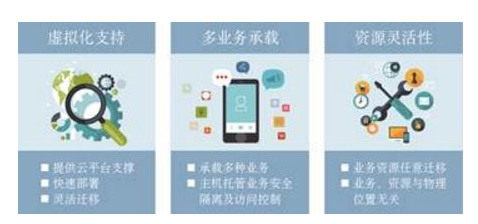 虚拟化支持
提供云平台支撑
快速部署
灵活迁移
多业务承载
承载多种业务
主机托管业务安全
隔离及访问控制
资源灵活性
业务资源任意迁移
业务、资源与物理
位置无关